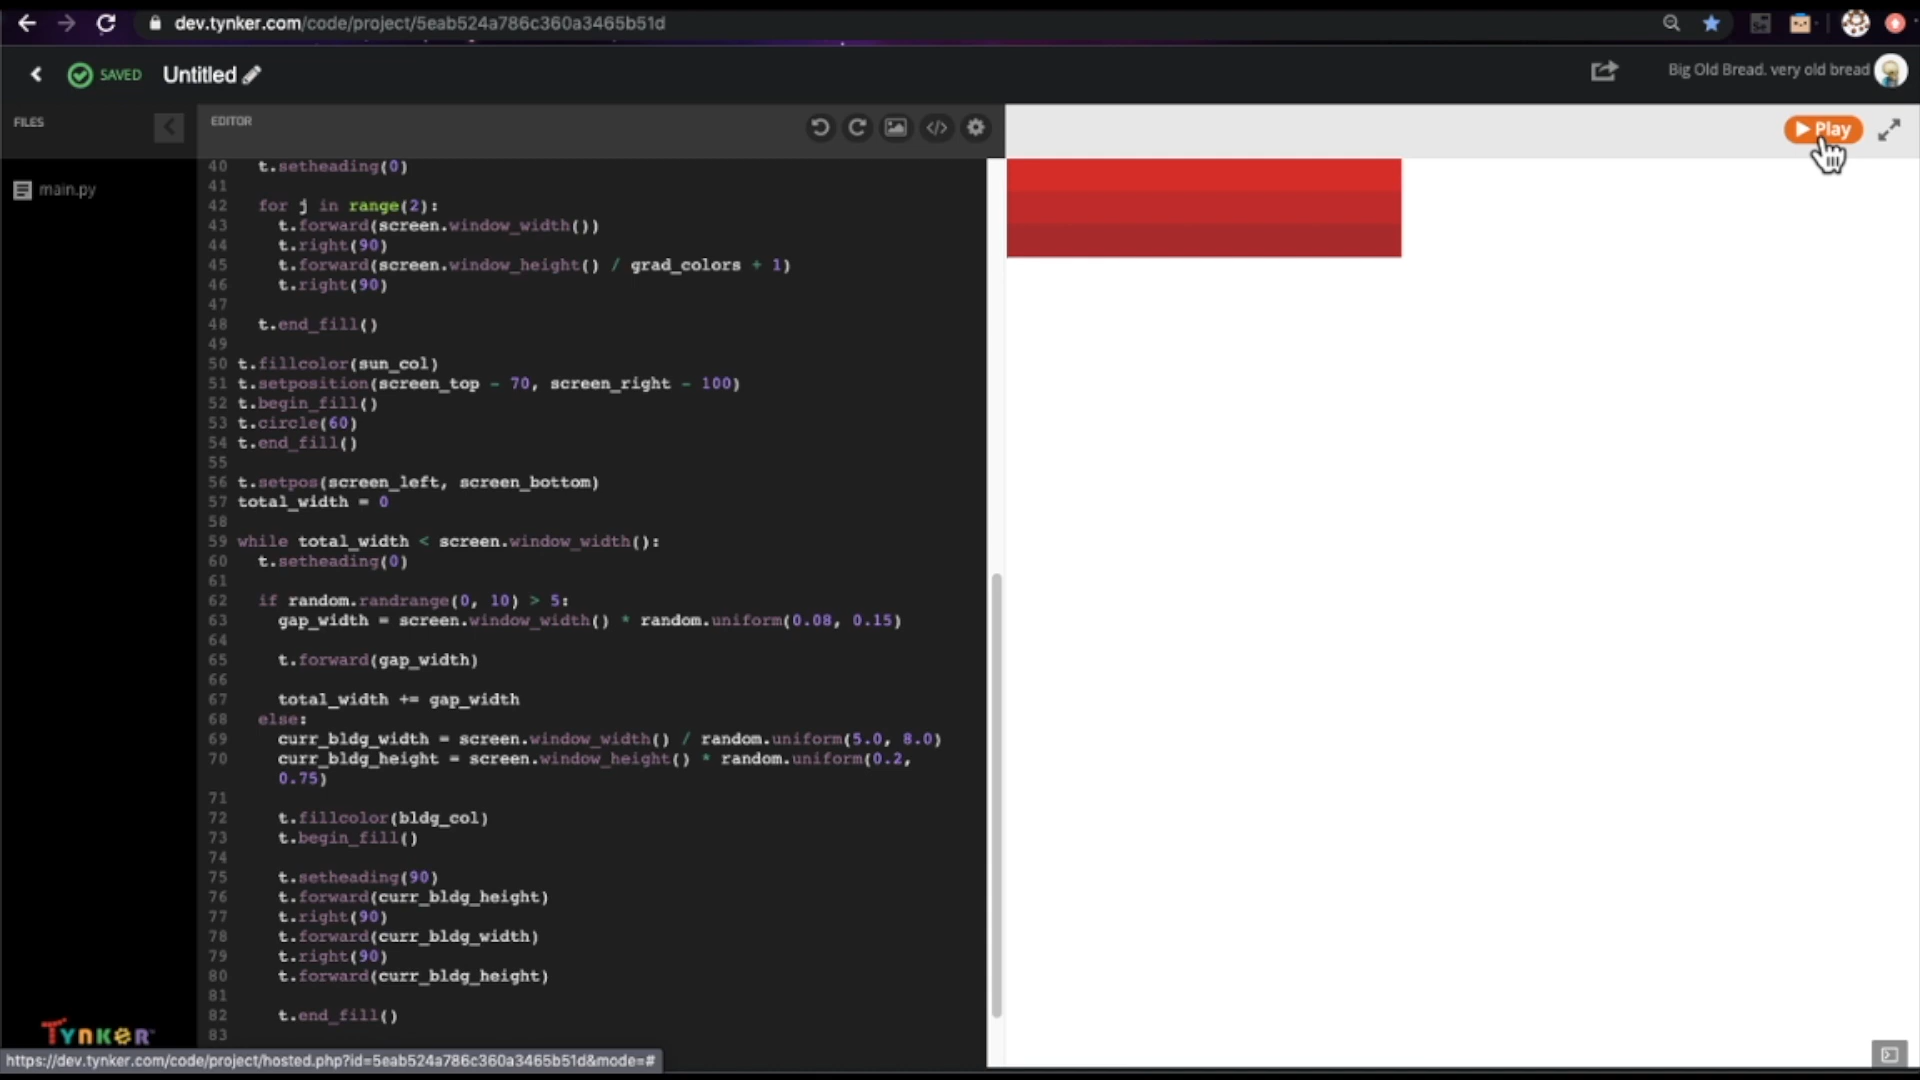 dev.tynker.com/code/project/5eab524a786c360a3465b51d
SAVED
Untitled
Big Old Bread. very old bread
FILES
EDITOR
Play
main.py
40 t.setheading(0)
41
42 for j in range(2):
43 t.forward(screen.window_width())
44 t.right(90)
45 t.forward(screen.window_height() / grad_colors + 1)
46 t.right(90)
47
48 t.end_fill()
49
50 t.fillcolor(sun_col)
51 t.setposition(screen_top - 70, screen_right - 100)
52 t.begin_fill()
53 t.circle(60)
54 t.end_fill()
55
56 t.setpos(screen_left, screen_bottom)
57 total_width = 0
58
59 while total_width < screen.window_width():
60 t.setheading(0)
61
62 if random.randrange(0, 10) > 5:
63 gap_width = screen.window_width() * random.uniform(0.08, 0.15)
64
65 t.forward(gap_width)
66
67 total_width += gap_width
68 else:
69 curr_bldg_width = screen.window_width() / random.uniform(5.0, 8.0)
70 curr_bldg_height = screen.window_height() * random.uniform(0.2,
0.75)
71
72 t.fillcolor(bldg_col)
73 t.begin_fill()
74
75 t.setheading(90)
76 t.forward(curr_bldg_height)
77 t.right(90)
78 t.forward(curr_bldg_width)
79 t.right(90)
80 t.forward(curr_bldg_height)
81
82 t.end_fill()
83
TYNKER
https://dev.tynker.com/code/project/hosted.php?id=5eab524a786c360a3465b51d&mode=#